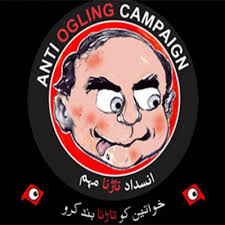 ANTI OGLING CAMPAIGN
انسداد تاڑنا مہم
خواتین کو تاڑنا بند کرو